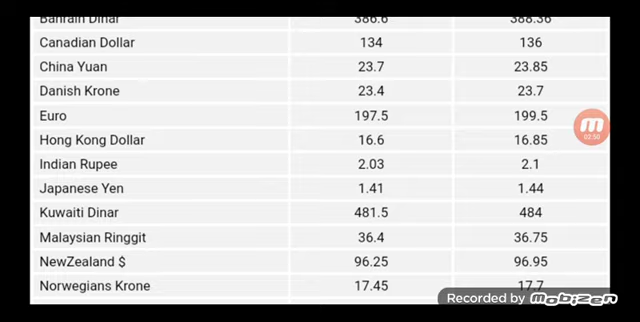 Bahrain Dinar 386.6 388.36
Canadian Dollar 134 136
China Yuan 23.7 23.85
Danish Krone 23.4 23.7
Euro 197.5 199.5
Hong Kong Dollar 16.6 16.85
Indian Rupee 2.03 2.1
Japanese Yen 1.41 1.44
Kuwaiti Dinar 481.5 484
Malaysian Ringgit 36.4 36.75
NewZealand $ 96.25 96.95
Norwegians Krone 17.45 17.7
02:50
Recorded by mobizen